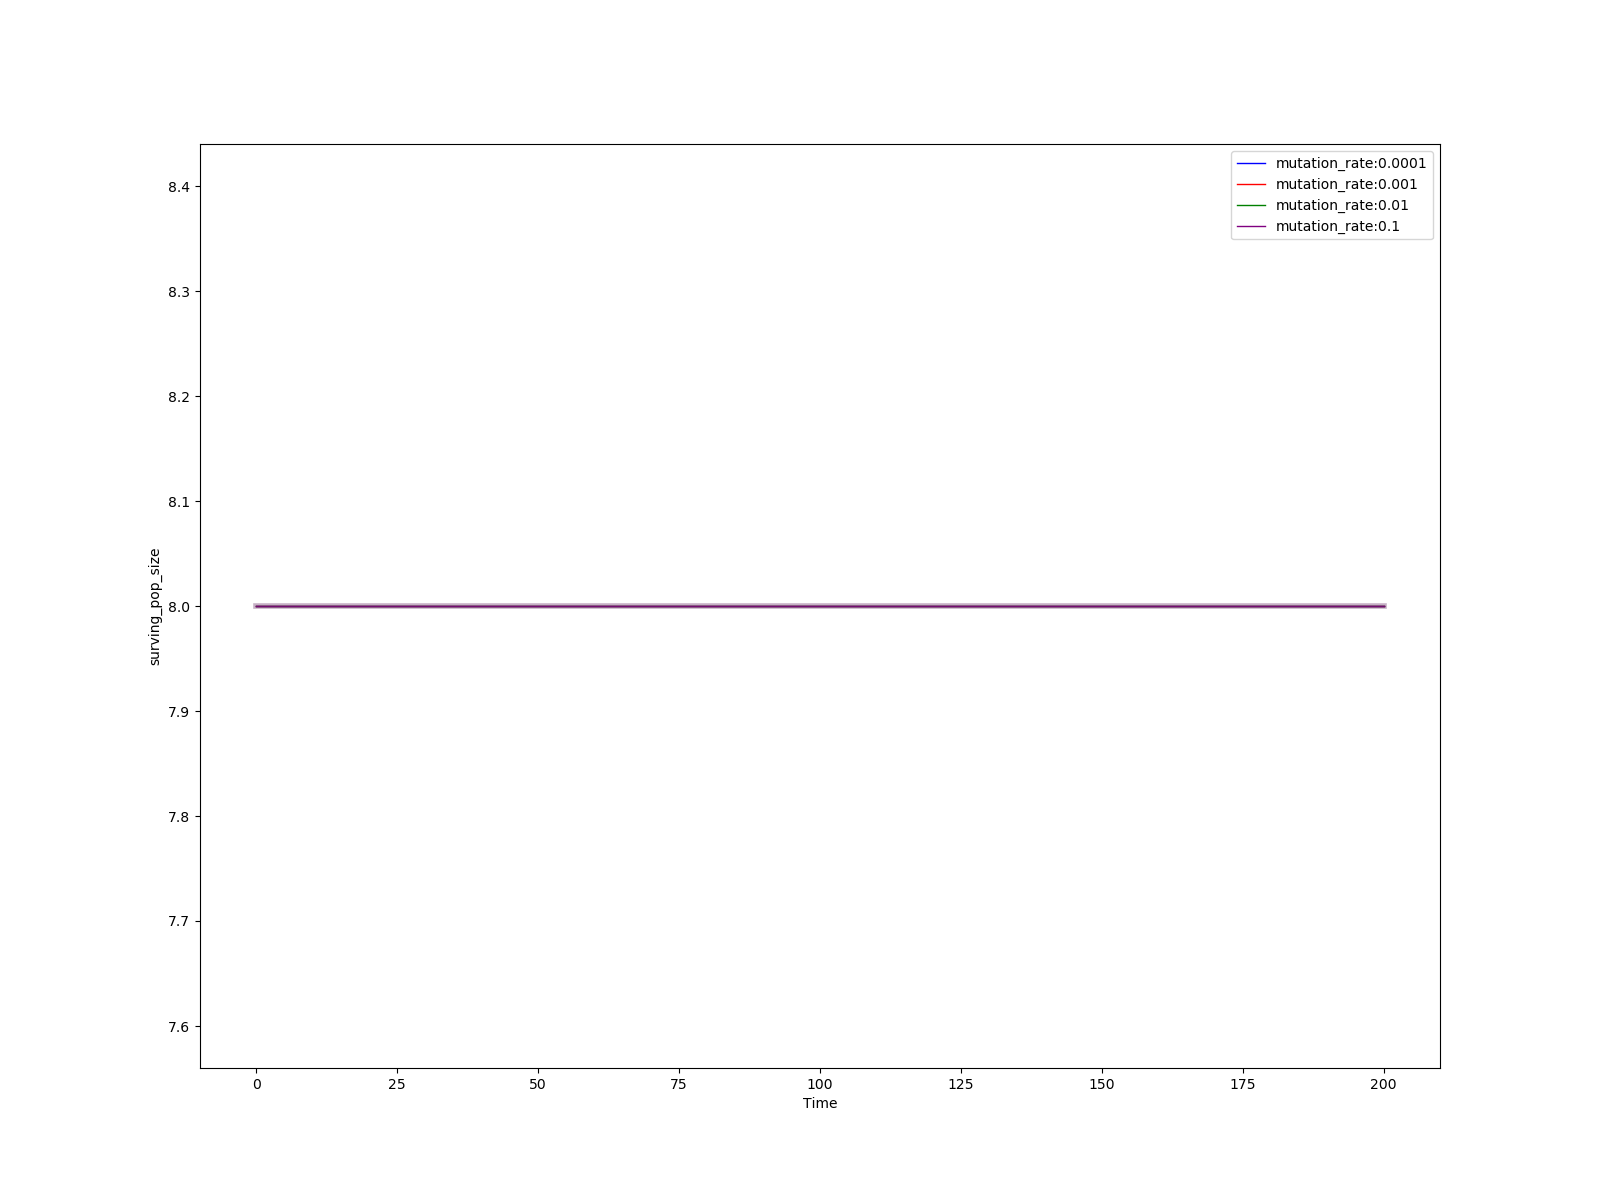 mutation_rate:0.0001
mutation_rate:0.001
mutation_rate:0.01
mutation_rate:0.1
8.4
8.3
8.2
8.1
8.0
7.9
7.8
7.7
7.6
surving_pop_size
0 25 50 75 100 125 150 175 200
Time